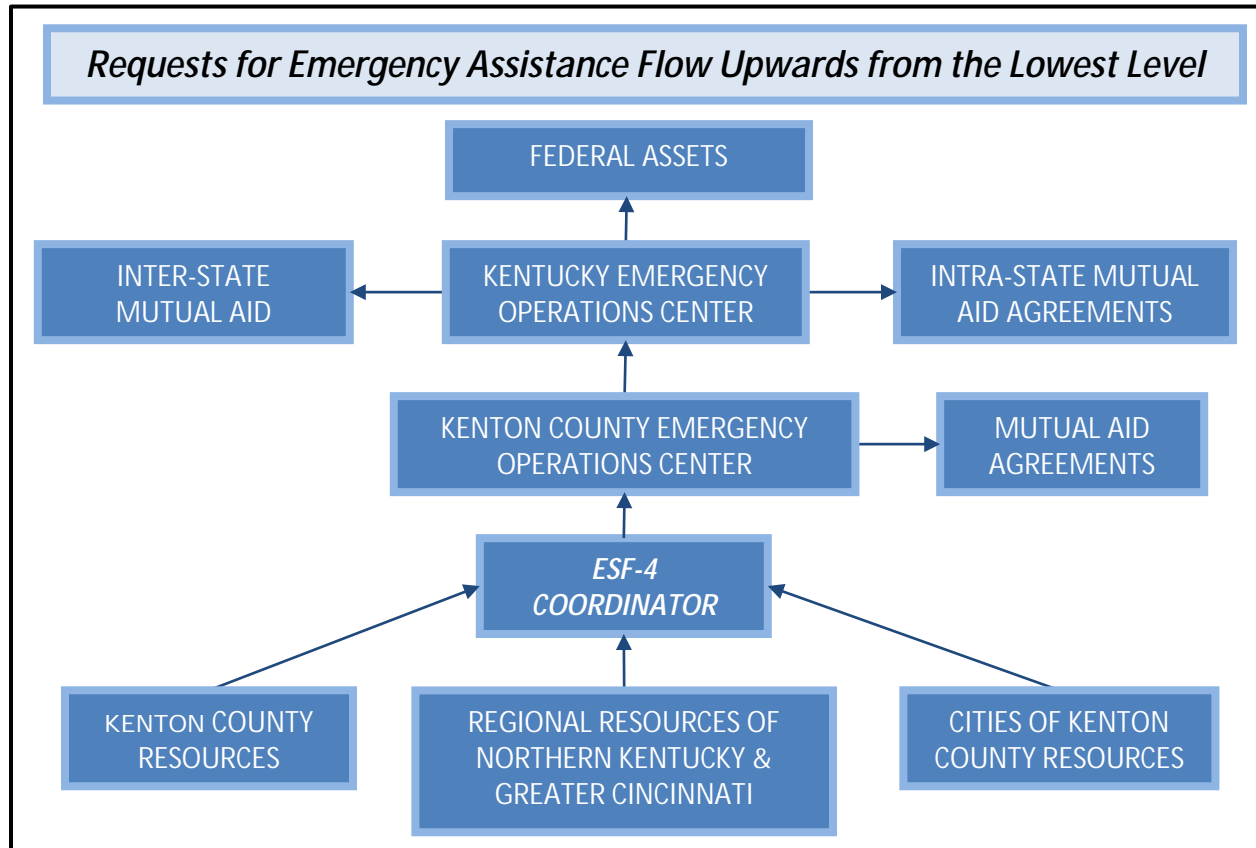 Requests for Emergency Assistance Flow Upwards from the Lowest Level
FEDERAL ASSETS
INTER-STATE
MUTUAL AID
KENTUCKY EMERGENCY
OPERATIONS CENTER
INTRA-STATE MUTUAL
AID AGREEMENTS
KENTON COUNTY EMERGENCY
OPERATIONS CENTER
MUTUAL AID
AGREEMENTS
ESF-4
COORDINATOR
KENTON COUNTY
RESOURCES
REGIONAL RESOURCES OF
NORTHERN KENTUCKY &
GREATER CINCINNATI
CITIES OF KENTON
COUNTY RESOURCES